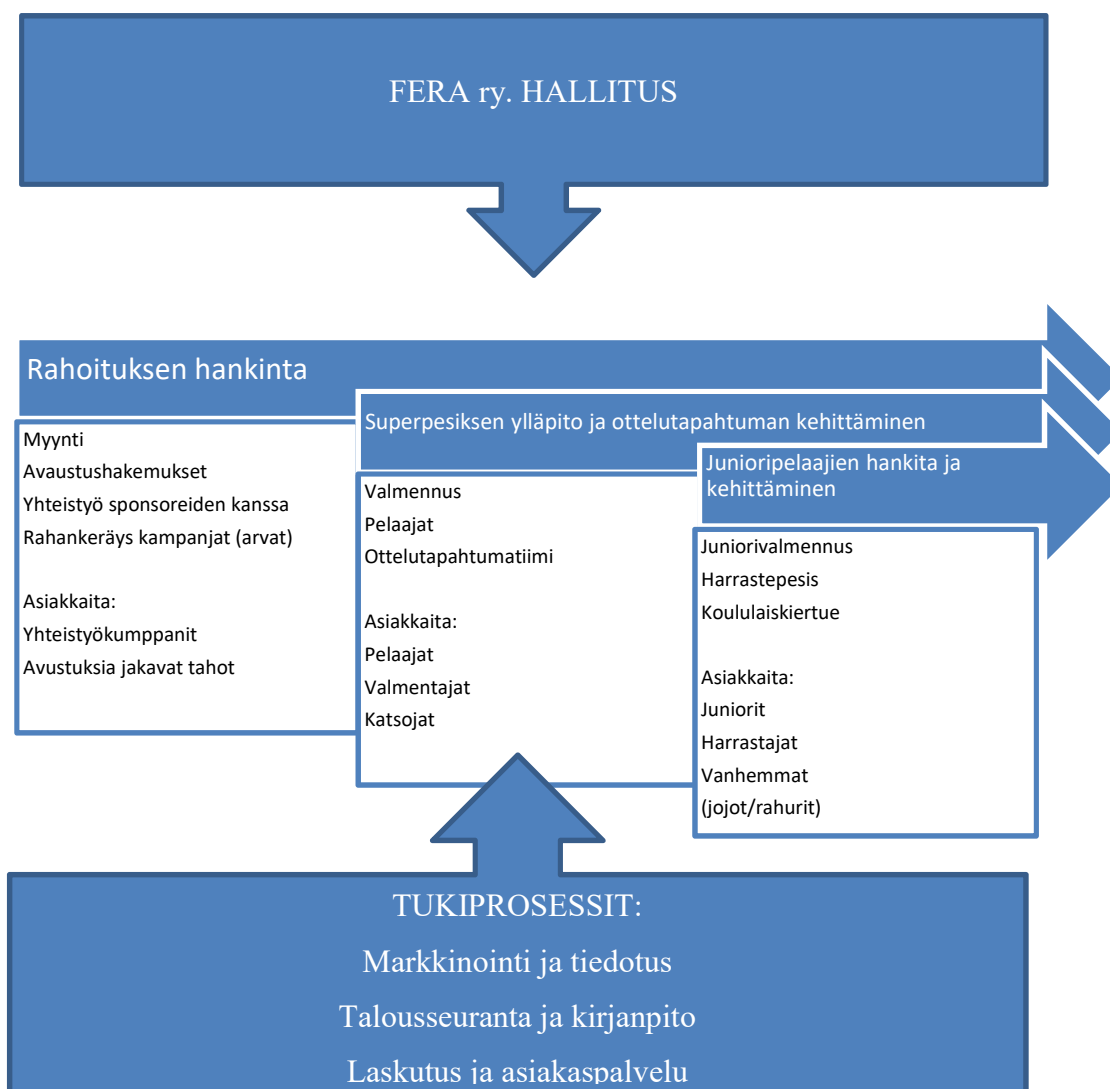 FERA ry. HALLITUS
Rahoituksen hankinta
Myynti
Avaustushakemukset
Yhteistyö sponsoreiden kanssa
Rahankeräys kampanjat (arvat)
Asiakkaita:
Yhteistyökumppanit
Avustuksia jakavat tahot
Superpesiksen ylläpito ja ottelutapahtuman kehittäminen
Valmennus
Pelaajat
Ottelutapahtumatiimi
Asiakkaita:
Pelaajat
Valmentajat
Katsojat
Junioripelaajien hankita ja
kehittäminen
Juniorivalmennus
Harrastepesis
Koululaiskiertue
Asiakkaita:
Juniorit
Harrastajat
Vanhemmat
(jojot/rahurit)
TUKIPROSESSIT:
Markkinointi ja tiedotus
Talousseuranta ja kirjanpito
Laskutus ja asiakaspalvelu